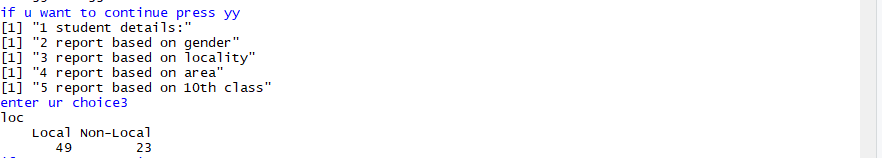 if u want to continue press yy
[1] "1 student details:"
[1] "2 report based on gender"
[1] "3 report based on locality"
[1] "4 report based on area"
[1] "5 report based on 10th class"
enter ur choice3
loc
    Local Non-Local
       49        23